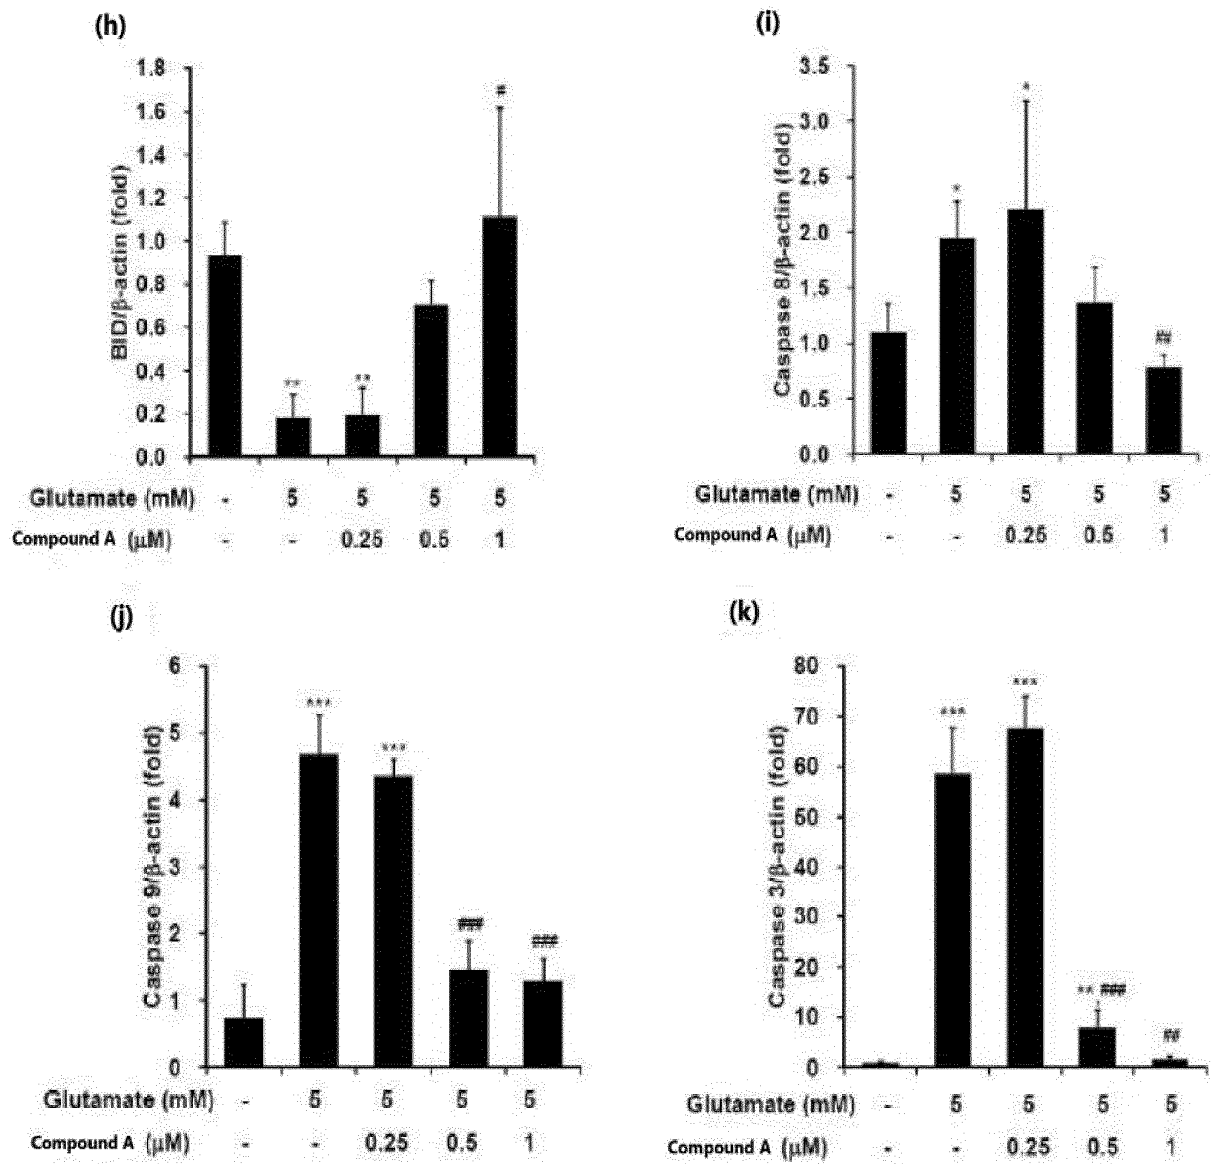 (h)
BID/β-actin (fold)
1.8
1.6
1.4
1.2
1.0
0.8
0.6
0.4
0.2
0.0
** ** #
Glutamate (mM) - 5 5 5 5
Compound A (μM) - - 0.25 0.5 1
(i)
Caspase 8/β-actin (fold)
3.5
3.0
2.5
2.0
1.5
1.0
0.5
0.0
* * ##
Glutamate (mM) - 5 5 5 5
Compound A (μM) - - 0.25 0.5 1
(j)
Caspase 9/β-actin (fold)
6
5
4
3
2
1
0
*** *** ### ###
Glutamate (mM) - 5 5 5 5
Compound A (μM) - - 0.25 0.5 1
(k)
Caspase 3/β-actin (fold)
80
70
60
50
40
30
20
10
0
*** *** ** ### ##
Glutamate (mM) - 5 5 5 5
Compound A (μM) - - 0.25 0.5 1